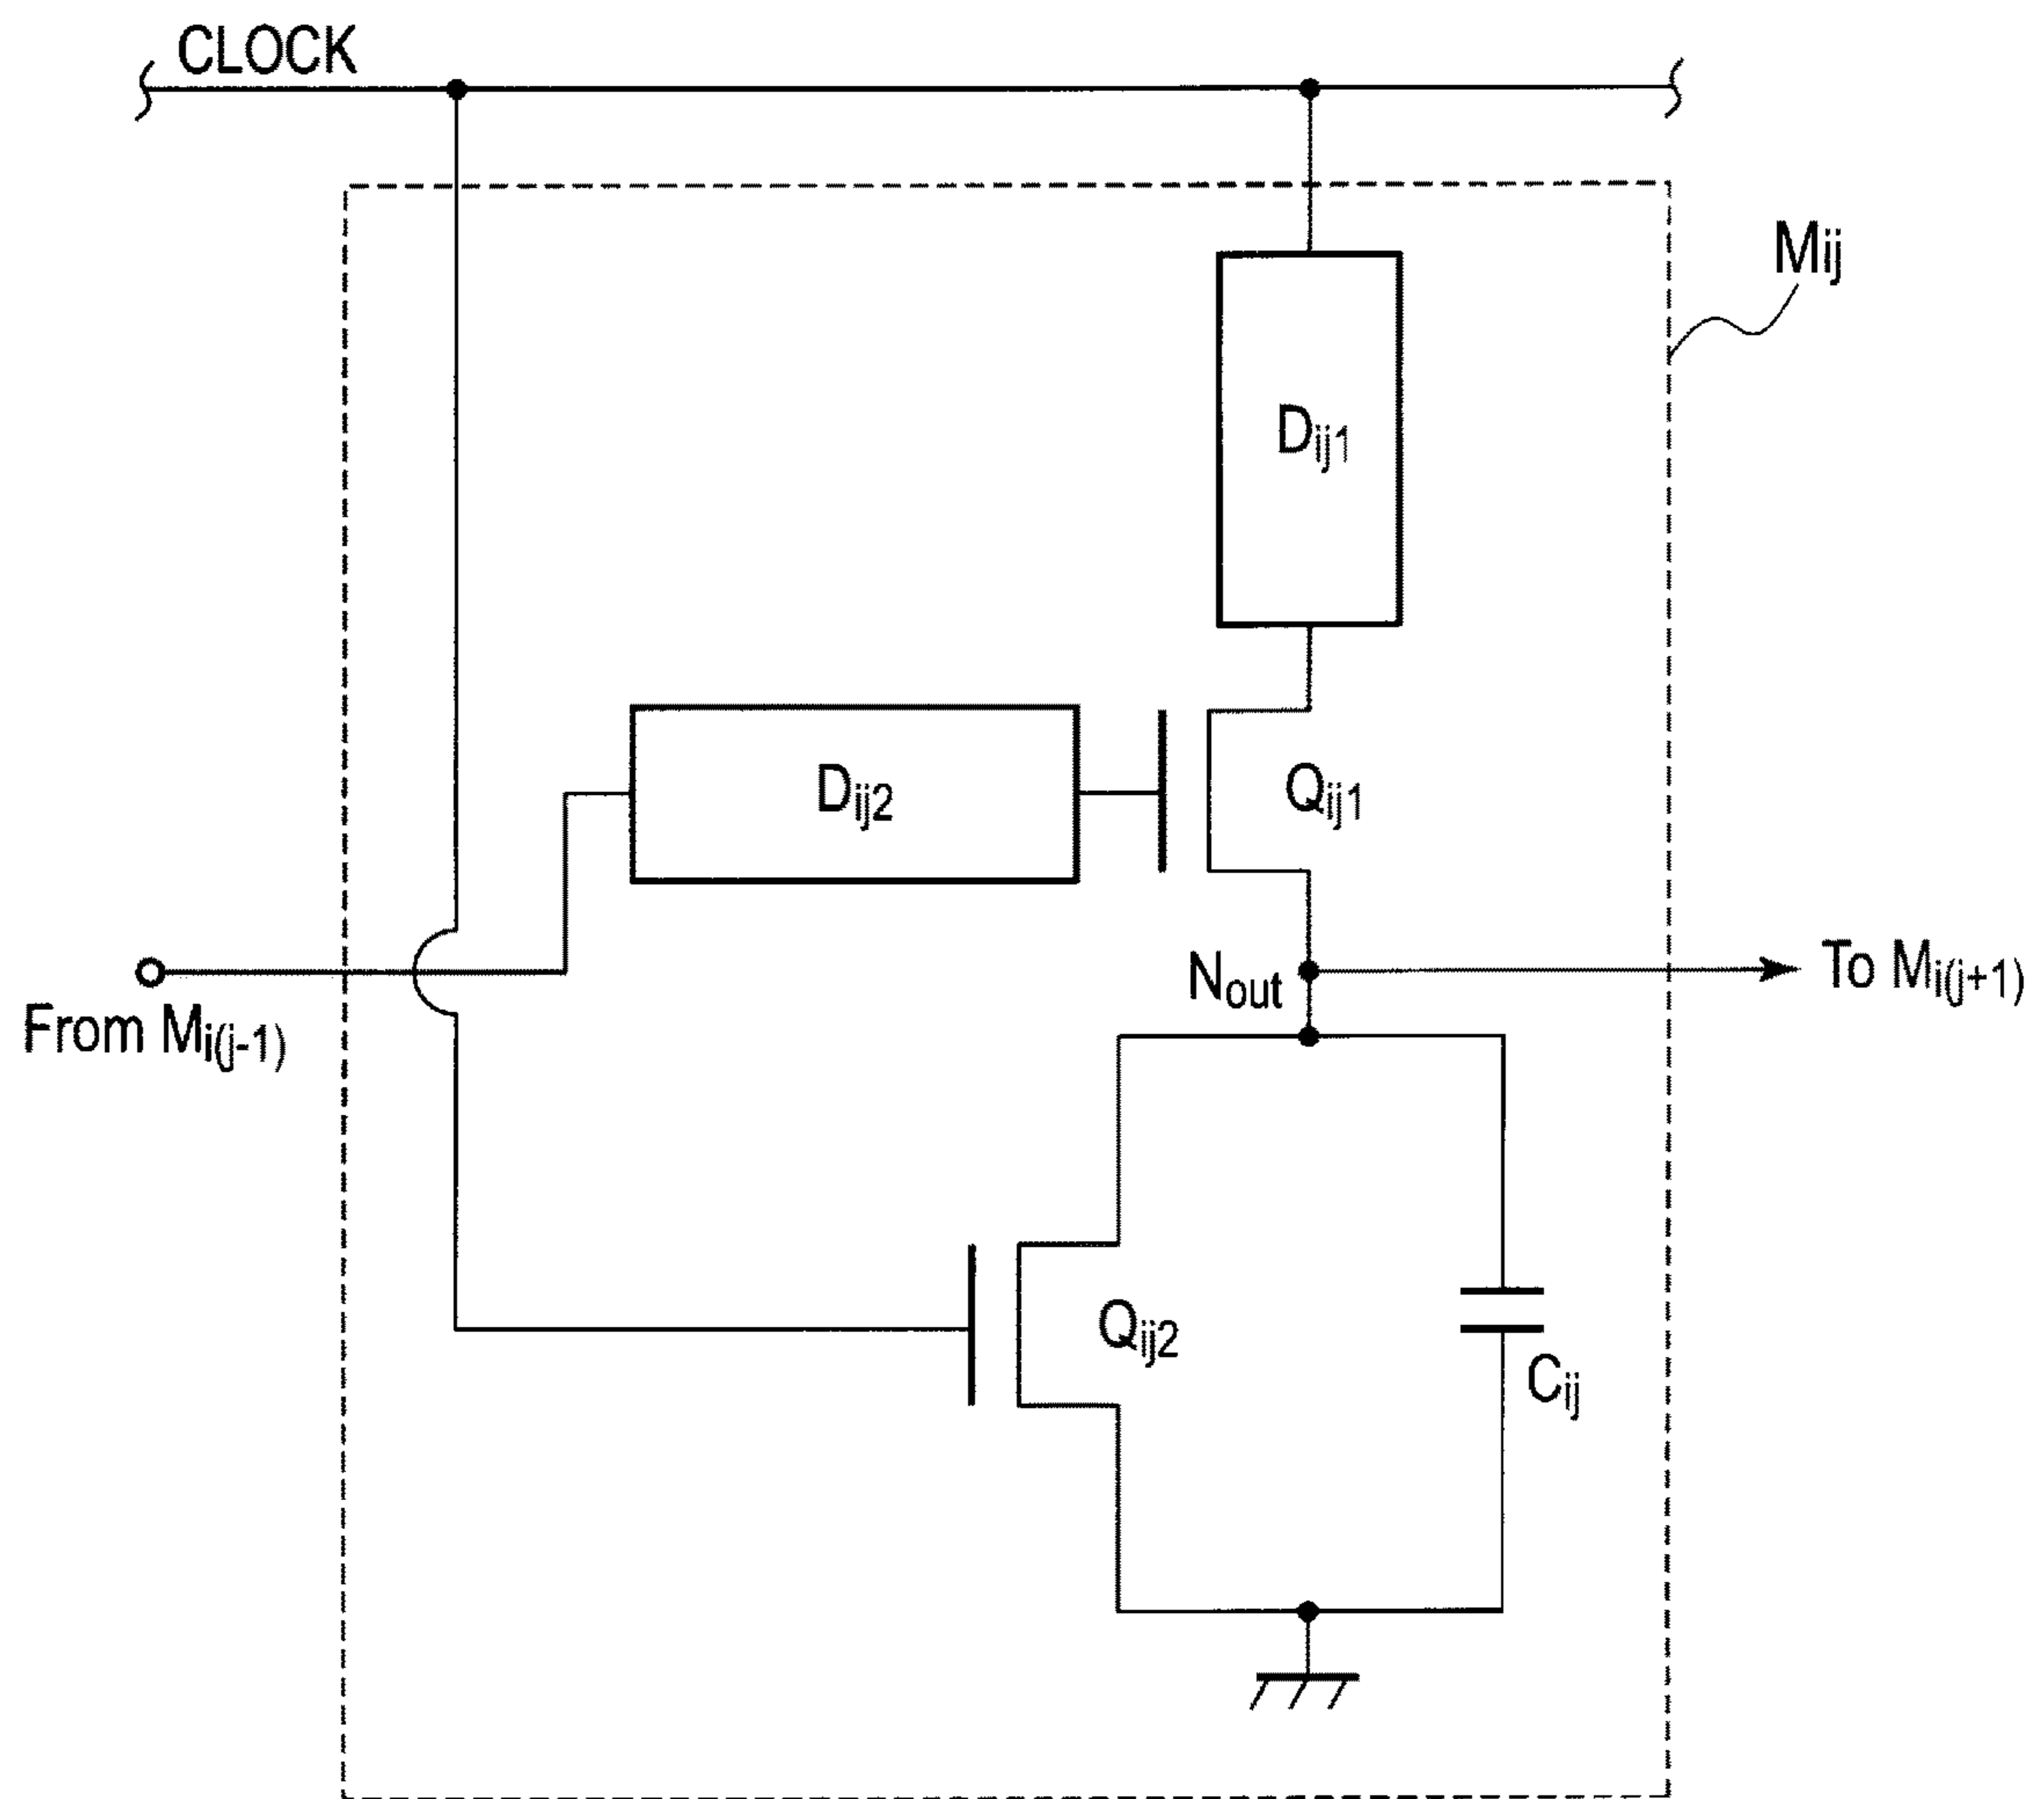 CLOCK
Mij
Dij1
Dij2
Qij1
Nout
To Mi(j+1)
From Mi(j-1)
Qij2
Cij